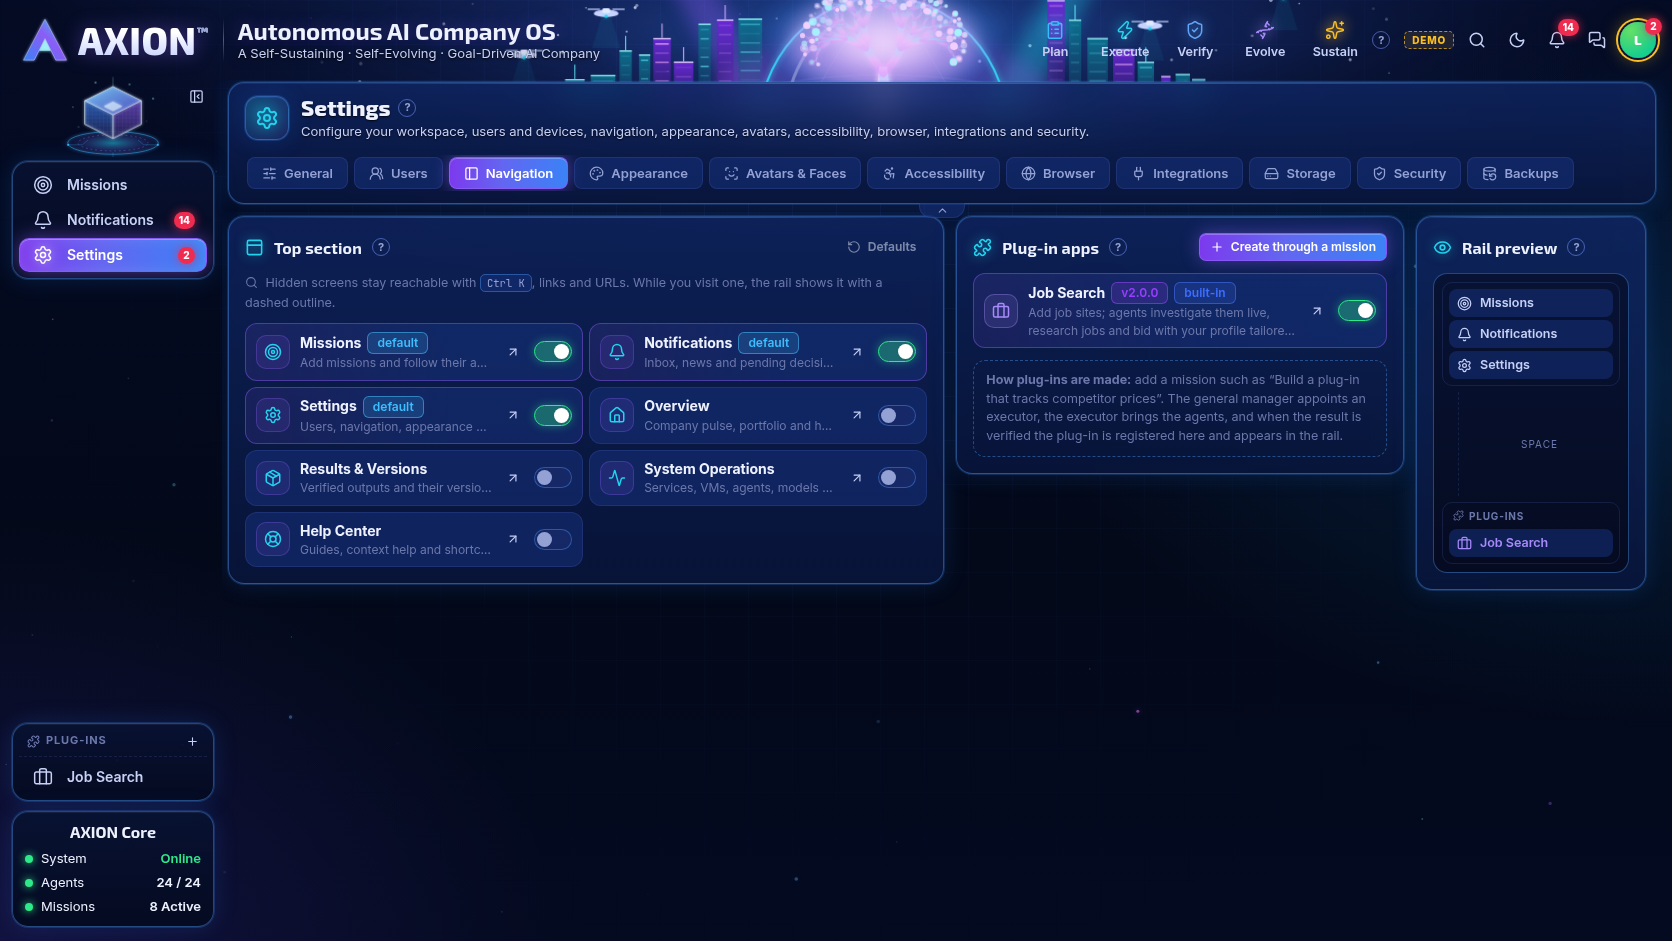 AXION™
Autonomous AI Company OS
A Self-Sustaining · Self-Evolving · Goal-Driven AI Company
Plan
Execute
Verify
Evolve
Sustain
?
DEMO
14
L
2
Missions
Notifications 14
Settings 2
Settings ?
Configure your workspace, users and devices, navigation, appearance, avatars, accessibility, browser, integrations and security.
General
Users
Navigation
Appearance
Avatars & Faces
Accessibility
Browser
Integrations
Storage
Security
Backups
Top section ?
Defaults
Hidden screens stay reachable with Ctrl K, links and URLs. While you visit one, the rail shows it with a
dashed outline.
Missions default
Add missions and follow their a...
Notifications default
Inbox, news and pending decisi...
Settings default
Users, navigation, appearance ...
Overview
Company pulse, portfolio and h...
Results & Versions
Verified outputs and their versio...
System Operations
Services, VMs, agents, models ...
Help Center
Guides, context help and shortc...
Plug-in apps ?
Create through a mission
Job Search v2.0.0 built-in
Add job sites; agents investigate them live,
research jobs and bid with your profile tailore...
How plug-ins are made: add a mission such as “Build a plug-in
that tracks competitor prices”. The general manager appoints an
executor, the executor brings the agents, and when the result is
verified the plug-in is registered here and appears in the rail.
Rail preview ?
Missions
Notifications
Settings
SPACE
PLUG-INS
Job Search
PLUG-INS
Job Search
AXION Core
System Online
Agents 24 / 24
Missions 8 Active